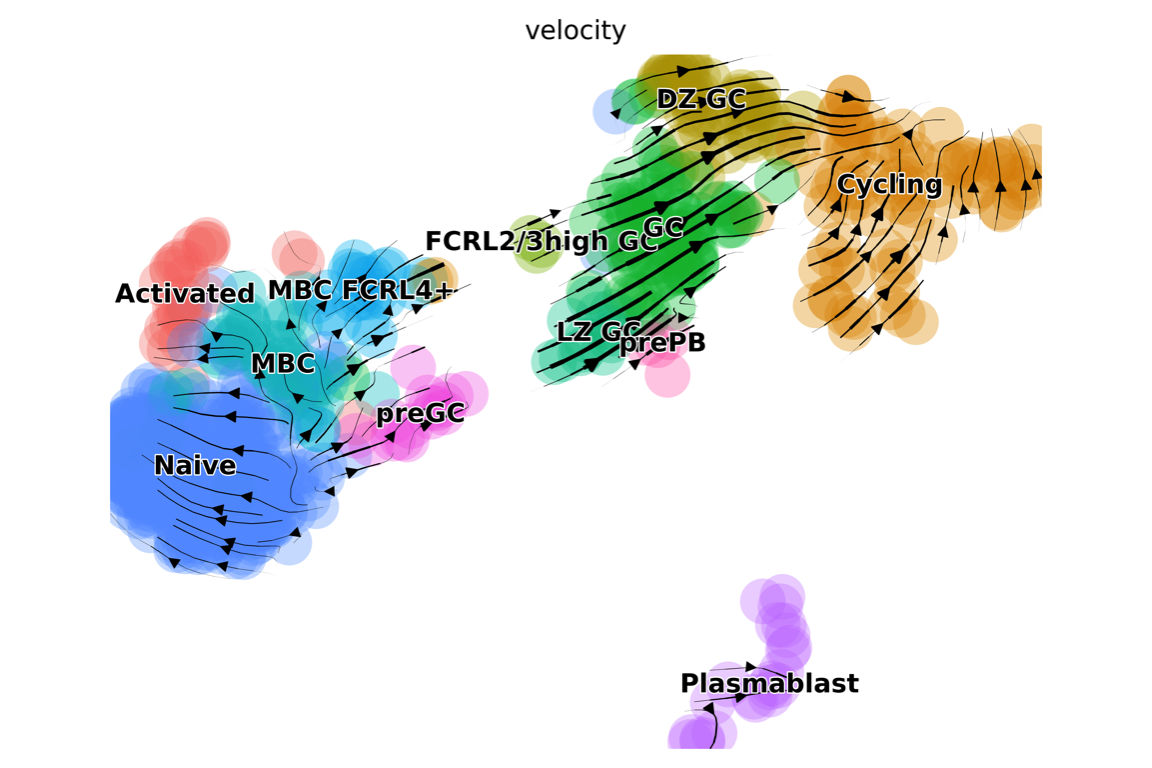 velocity
DZ GC
Cycling
FCRL2/3high GC
GC
Activated
MBC FCRL4+
LZ GC
prePB
MBC
preGC
Naive
Plasmablast